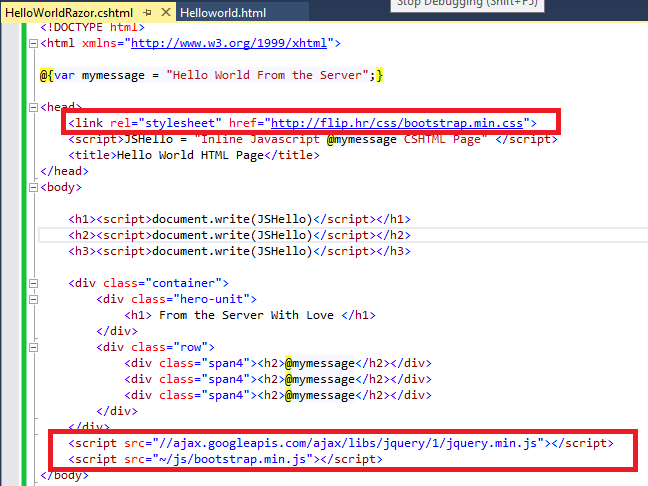 HelloWorldRazor.cshtml Helloworld.html
Stop Debugging (Shift+F5)
<!DOCTYPE html>
<html xmlns="http://www.w3.org/1999/xhtml">
@{var mymessage = "Hello World From the Server";}
<head>
<link rel="stylesheet" href="http://flip.hr/css/bootstrap.min.css">
<script>JSHello = "Inline Javascript @mymessage CSHTML Page" </script>
<title>Hello World HTML Page</title>
</head>
<body>
<h1><script>document.write(JSHello)</script></h1>
<h2><script>document.write(JSHello)</script></h2>
<h3><script>document.write(JSHello)</script></h3>
<div class="container">
<div class="hero-unit">
<h1> From the Server With Love </h1>
</div>
<div class="row">
<div class="span4"><h2>@mymessage</h2></div>
<div class="span4"><h2>@mymessage</h2></div>
<div class="span4"><h2>@mymessage</h2></div>
</div>
</div>
<script src="//ajax.googleapis.com/ajax/libs/jquery/1/jquery.min.js"></script>
<script src="~/js/bootstrap.min.js"></script>
</body>